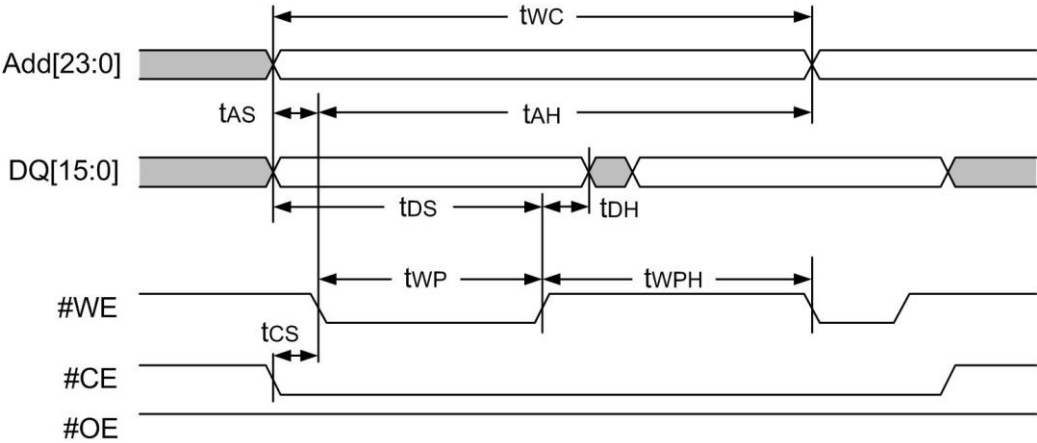 tWC
Add[23:0]
tAS tAH
DQ[15:0]
tDS tDH
tWP tWPH
#WE
tCS
#CE
#OE